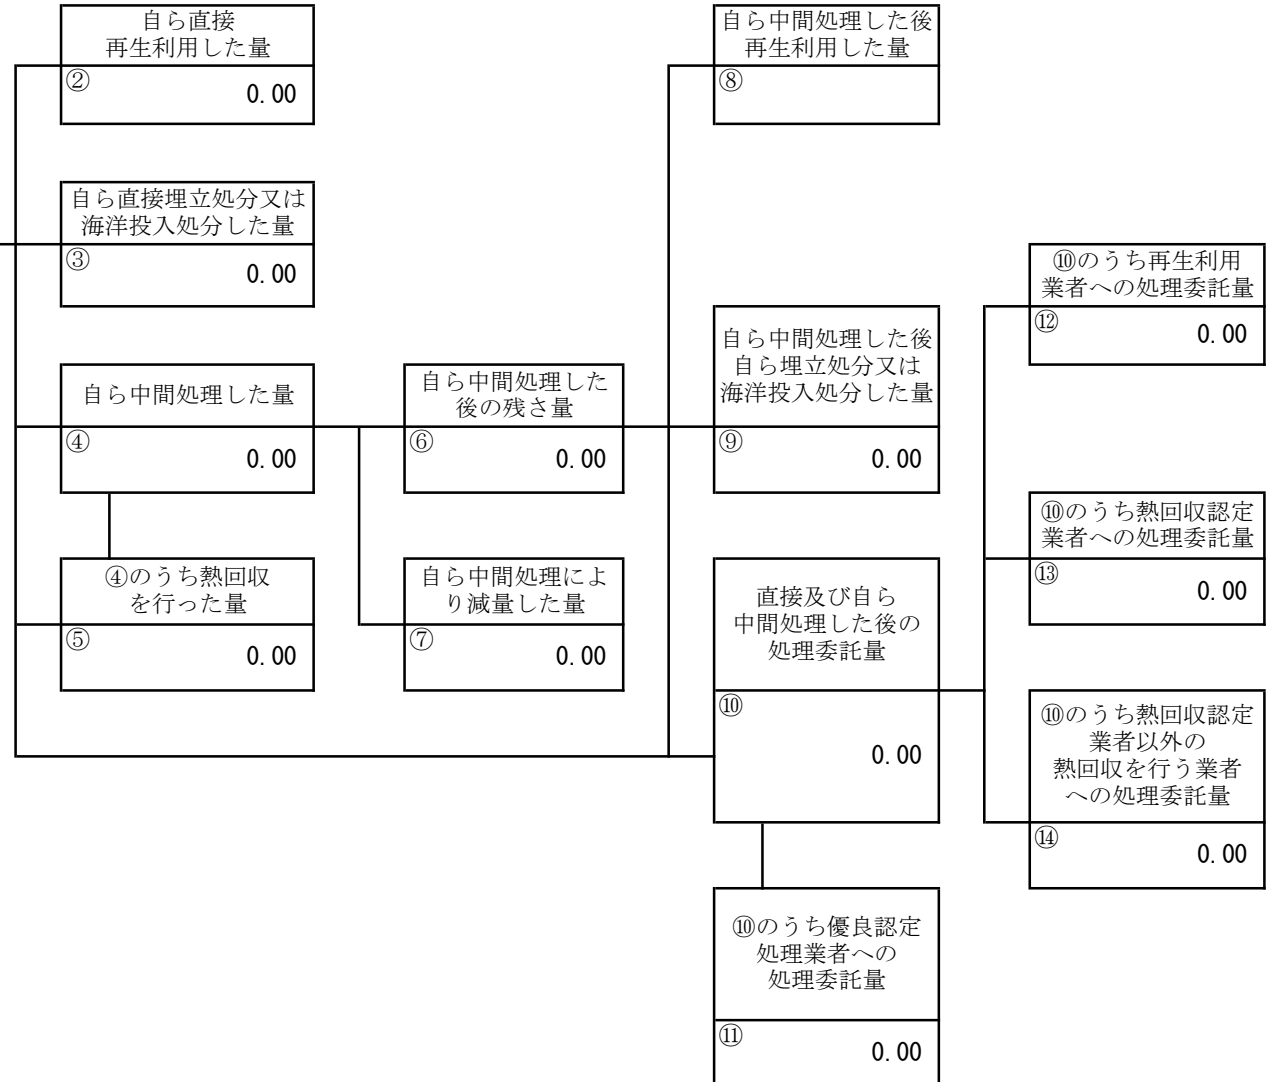 自ら直接
再生利用した量
②
0.00
自ら直接埋立処分又は
海洋投入処分した量
③
0.00
自ら中間処理した量
④
0.00
④のうち熱回収
を行った量
⑤
0.00
自ら中間処理した
後の残さ量
⑥
0.00
自ら中間処理によ
り減量した量
⑦
0.00
自ら中間処理した後
再生利用した量
⑧
自ら中間処理した後
自ら埋立処分又は
海洋投入処分した量
⑨
0.00
直接及び自ら
中間処理した後の
処理委託量
⑩
0.00
⑩のうち優良認定
処理業者への
処理委託量
⑪
0.00
⑩のうち再生利用
業者への処理委託量
⑫
0.00
⑩のうち熱回収認定
業者への処理委託量
⑬
0.00
⑩のうち熱回収認定
業者以外の
熱回収を行う業者
への処理委託量
⑭
0.00